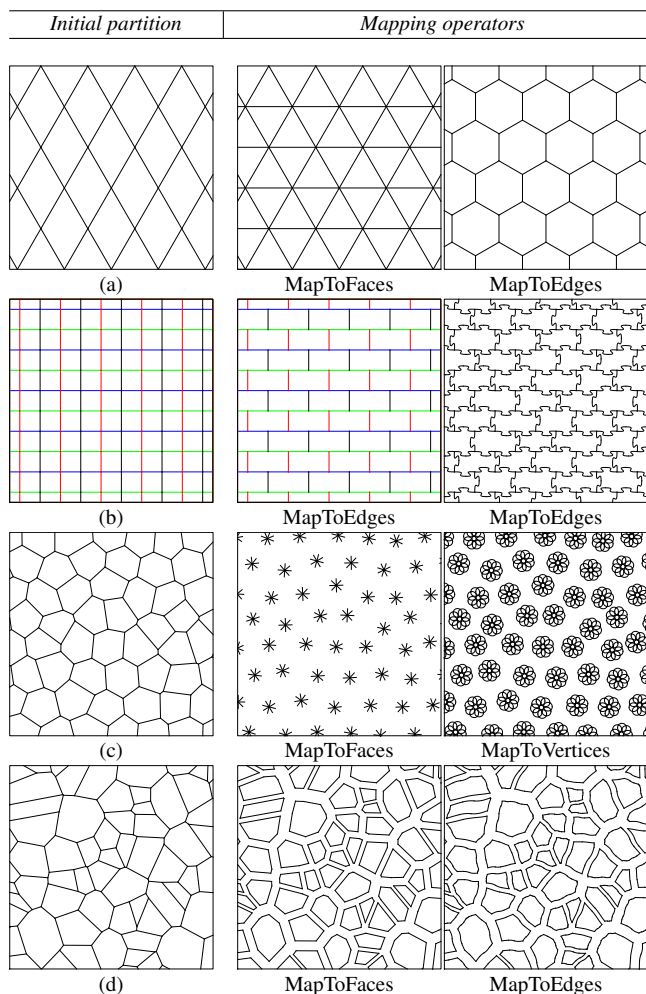 Initial partition Mapping operators
(a) MapToFaces MapToEdges
(b) MapToEdges MapToEdges
(c) MapToFaces MapToVertices
(d) MapToFaces MapToEdges